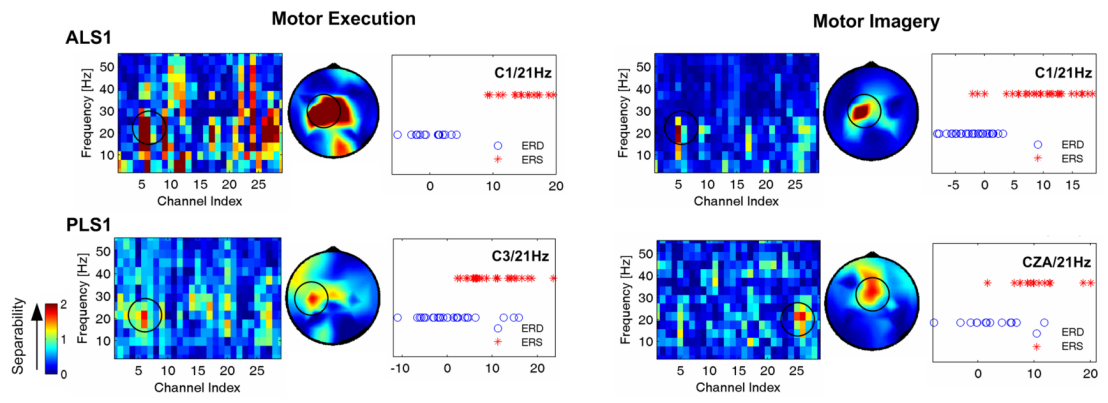 Motor Execution
Motor Imagery
ALS1
Frequency [Hz]
50
40
30
20
10
5 10 15 20 25
Channel Index
C1/21Hz
ERD
ERS
0 10 20
Frequency [Hz]
50
40
30
20
10
5 10 15 20 25
Channel Index
C1/21Hz
ERD
ERS
-5 0 5 10 15
PLS1
Separability
2
1
0
Frequency [Hz]
50
40
30
20
10
5 10 15 20 25
Channel Index
C3/21Hz
ERD
ERS
-10 0 10 20
Frequency [Hz]
50
40
30
20
10
5 10 15 20 25
Channel Index
CZA/21Hz
ERD
ERS
0 10 20